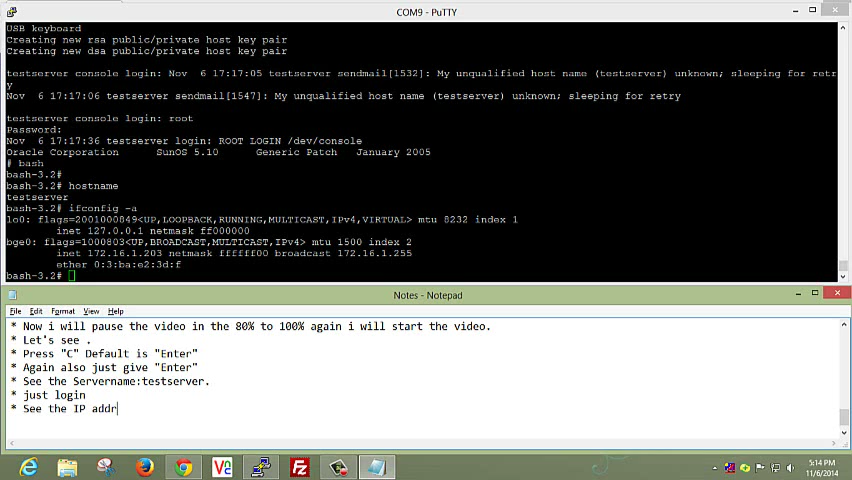 COM9 - PuTTY
USB keyboard
Creating new rsa public/private host key pair
Creating new dsa public/private host key pair
testserver console login: Nov  6 17:17:05 testserver sendmail[1532]: My unqualified host name (testserver) unknown; sleeping for retr
y
Nov  6 17:17:06 testserver sendmail[1547]: My unqualified host name (testserver) unknown; sleeping for retry
testserver console login: root
Password:
Nov  6 17:17:36 testserver login: ROOT LOGIN /dev/console
Oracle Corporation      SunOS 5.10      Generic Patch   January 2005
# bash
bash-3.2#
bash-3.2# hostname
testserver
bash-3.2# ifconfig -a
lo0: flags=2001000849<UP,LOOPBACK,RUNNING,MULTICAST,IPv4,VIRTUAL> mtu 8232 index 1
inet 127.0.0.1 netmask ff000000
bge0: flags=1000803<UP,BROADCAST,MULTICAST,IPv4> mtu 1500 index 2
inet 172.16.1.203 netmask ffffff00 broadcast 172.16.1.255
ether 0:3:ba:e2:3d:f
bash-3.2#
Notes - Notepad
File Edit Format View Help
* Now i will pause the video in the 80% to 100% again i will start the video.
* Let's see .
* Press "C" Default is "Enter"
* Again also just give "Enter"
* See the Servername:testserver.
* just login
* See the IP addr
5:14 PM
11/6/2014